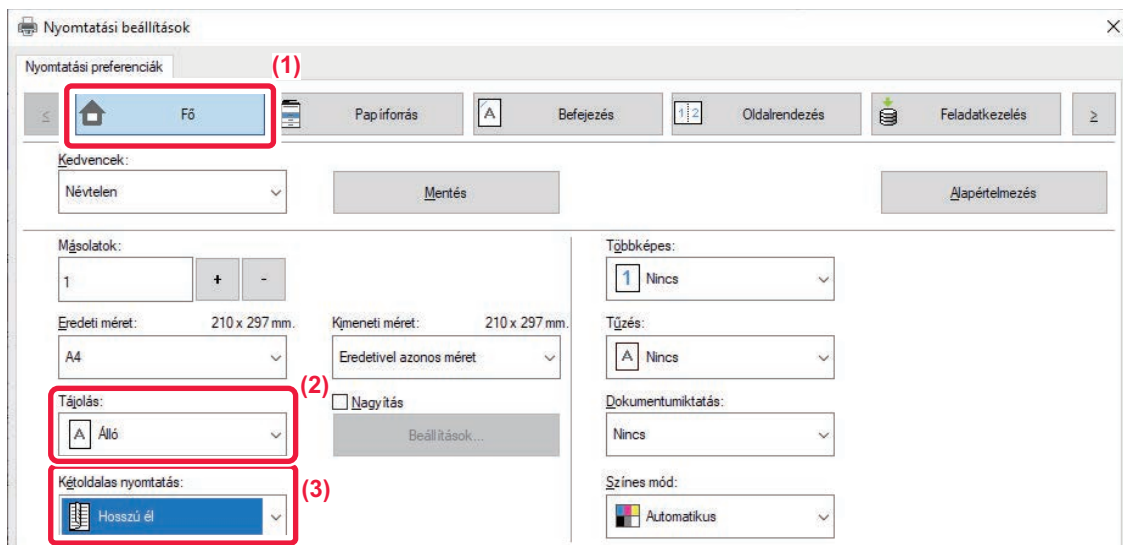 Nyomtatási beállítások
Nyomtatási preferenciák
(1)
≤ Fő Papírforrás Befejezés Oldalrendezés Feladatkezelés ≥
Kedvencek:
Névtelen Mentés Alapértelmezés
Másolatok: Többképes:
1 + - 1 Nincs
Eredeti méret: 210 x 297 mm. Kimeneti méret: 210 x 297 mm. Tűzés:
A4 Eredetivel azonos méret A Nincs
(2)
Tájolás: Nagyítás Dokumentumiktatás:
A Álló Beállítások... Nincs
Kétoldalas nyomtatás: (3) Színes mód:
Hosszú él Automatikus